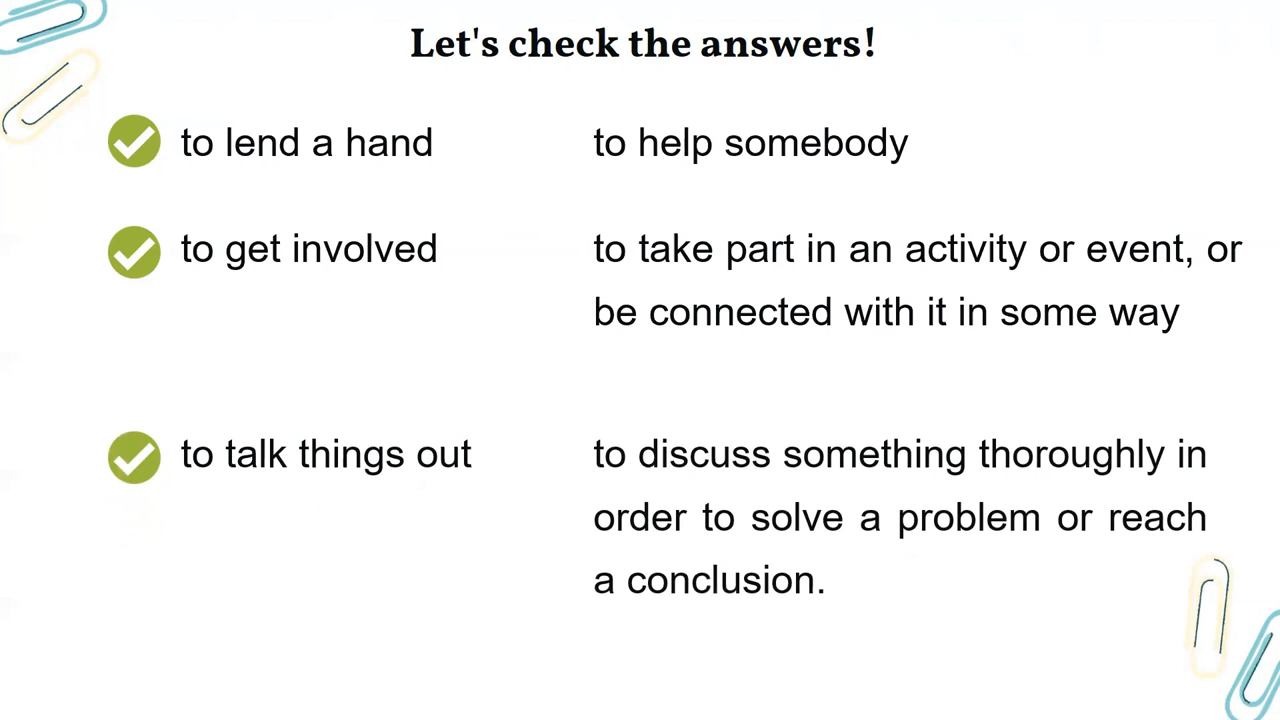 Let's check the answers!
to lend a hand
to help somebody
to get involved
to take part in an activity or event, or
be connected with it in some way
to talk things out
to discuss something thoroughly in
order to solve a problem or reach
a conclusion.